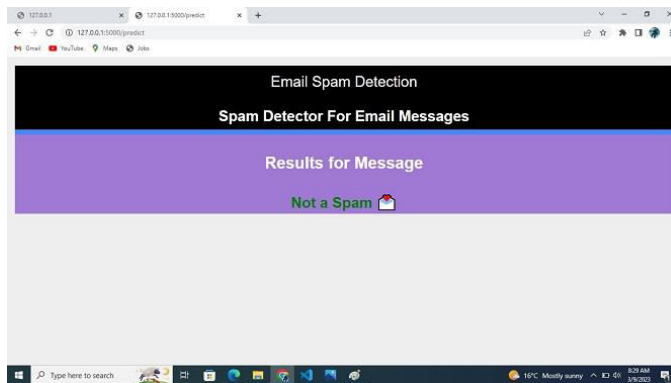 127.0.0.1
127.0.0.1:5000/predict
127.0.0.1:5000/predict
Gmail
YouTube
Maps
Jobs
Email Spam Detection
Spam Detector For Email Messages
Results for Message
Not a Spam
Type here to search
16°C Mostly sunny
8:29 AM
3/9/2023